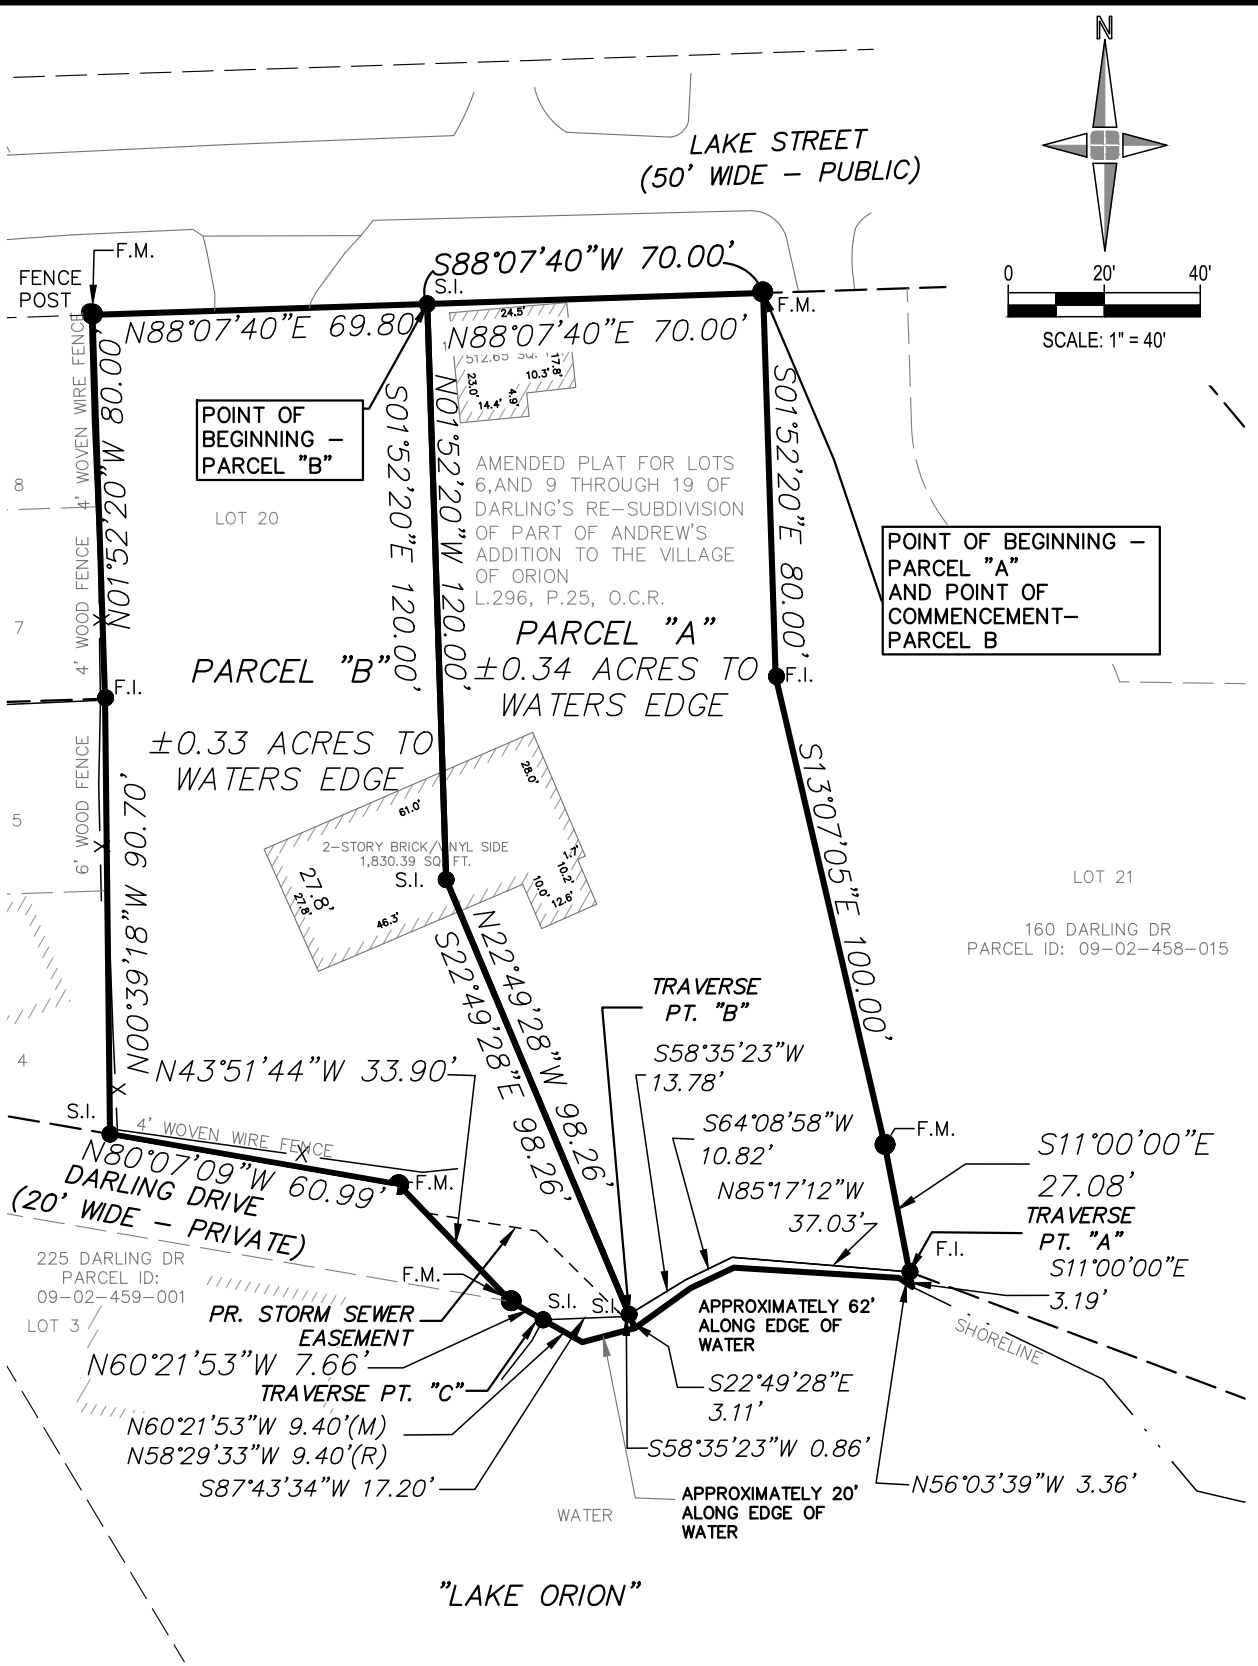 N
LAKE STREET
(50' WIDE – PUBLIC)
0 20' 40'
SCALE: 1" = 40'
F.M.
FENCE
POST
S88°07'40"W 70.00'
S.I.
F.M.
N88°07'40"E 69.80
24.5'
N88°07'40"E 70.00'
512.65 SQ.
17.8'
10.3'
23.0'
14.4'
4.9'
4' WOVEN WIRE FENCE
N01°52'20"W 80.00'
S01°52'20"E 120.00'
N01°52'20"W 120.00'
S01°52'20"E 80.00'
POINT OF
BEGINNING –
PARCEL "B"
8
LOT 20
AMENDED PLAT FOR LOTS
6,AND 9 THROUGH 19 OF
DARLING'S RE–SUBDIVISION
OF PART OF ANDREW'S
ADDITION TO THE VILLAGE
OF ORION
L.296, P.25, O.C.R.
POINT OF BEGINNING –
PARCEL "A"
AND POINT OF
COMMENCEMENT–
PARCEL B
4' WOOD FENCE
7
X
PARCEL "A"
±0.34 ACRES TO
WATERS EDGE
PARCEL "B"
F.I.
F.I.
±0.33 ACRES TO
WATERS EDGE
6' WOOD FENCE
5
X
N00°39'18"W 90.70'
S13°07'05"E 100.00'
28.0'
61.0'
2–STORY BRICK/VINYL SIDE
1,830.39 SQ. FT.
S.I.
27.8'
27.8'
46.3'
1.7'
10.2'
10.0'
12.6'
LOT 21
160 DARLING DR
PARCEL ID: 09–02–458–015
N22°49'28"W 98.26'
S22°49'28"E 98.26'
TRAVERSE
PT. "B"
4
N43°51'44"W 33.90'
X
S58°35'23"W
13.78'
S.I.
4' WOVEN WIRE FENCE
X
S64°08'58"W
10.82'
F.M.
S11°00'00"E
27.08'
N80°07'09"W 60.99'
F.M.
DARLING DRIVE
(20' WIDE – PRIVATE)
N85°17'12"W
37.03'
TRAVERSE
PT. "A"
F.I.
225 DARLING DR
PARCEL ID:
09–02–459–001
LOT 3
F.M.
S.I.
S.I.
S11°00'00"E
3.19'
PR. STORM SEWER
EASEMENT
APPROXIMATELY 62'
ALONG EDGE OF
WATER
SHORELINE
N60°21'53"W 7.66'
TRAVERSE PT. "C"
S22°49'28"E
3.11'
N60°21'53"W 9.40'(M)
N58°29'33"W 9.40'(R)
S58°35'23"W 0.86'
S87°43'34"W 17.20'
N56°03'39"W 3.36'
WATER
APPROXIMATELY 20'
ALONG EDGE OF
WATER
"LAKE ORION"